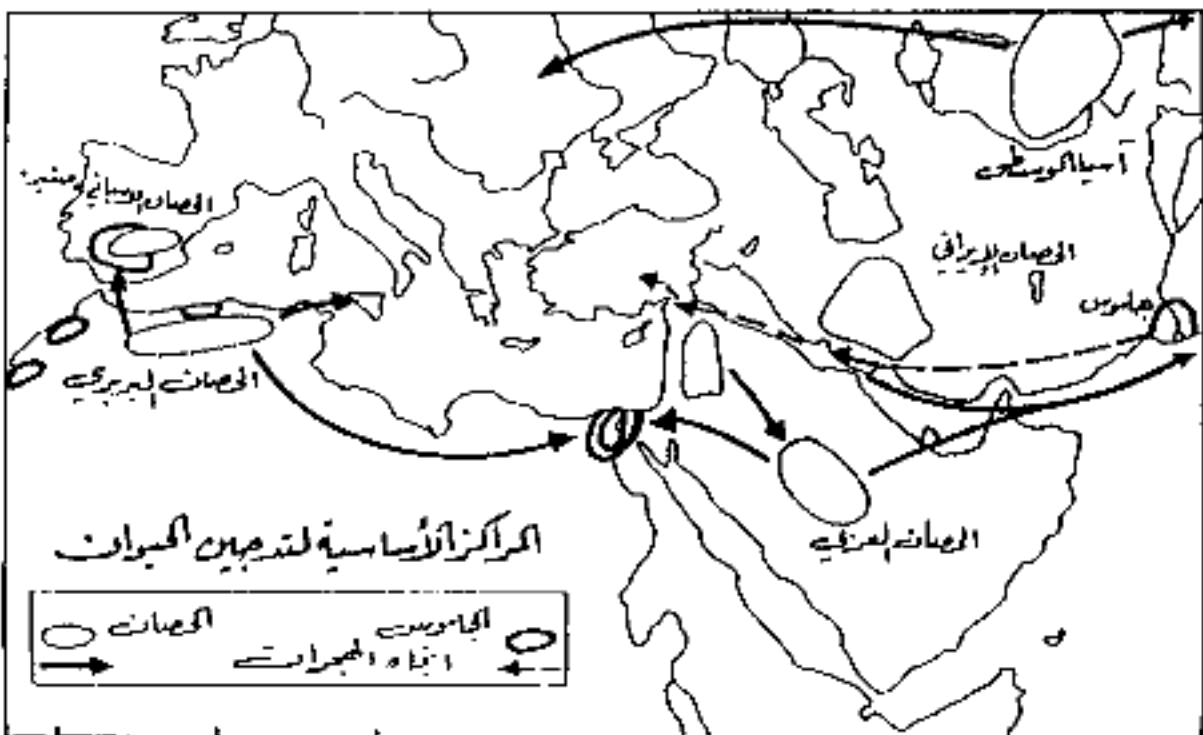 آسيا الوسطى
الحصان الإسباني
الحصان الإيراني
جاموس
الحصان البربري
الحصان العربي
المراكز الأساسية لتدجين الحيوان
الحصان الجاموس
اتجاه الهجرات